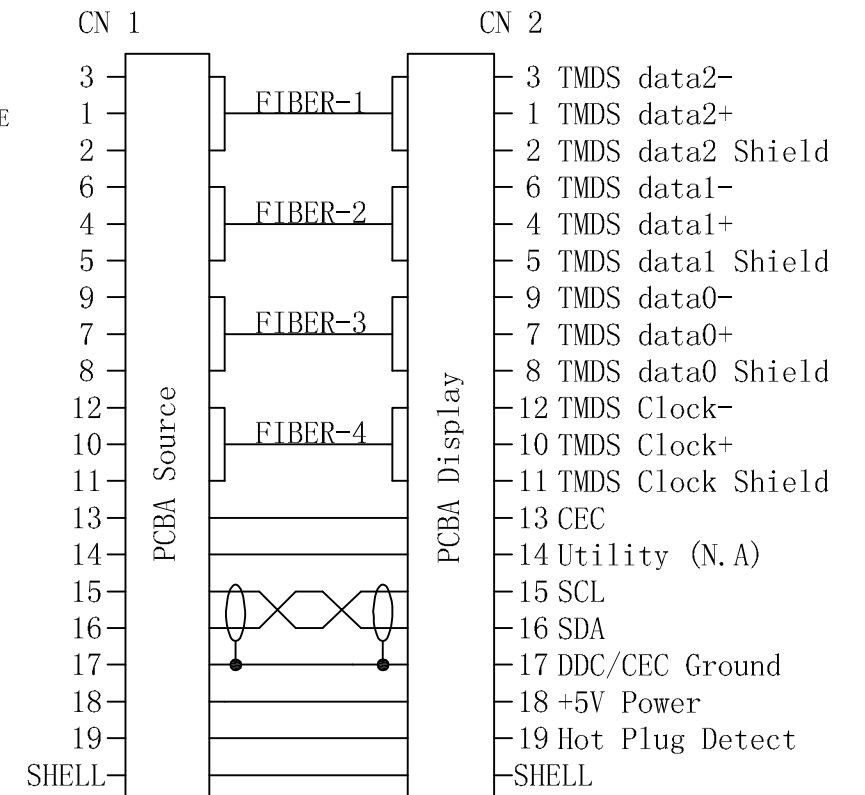 CN 1 CN 2
3 FIBER-1 3 TMDS data2-
E 1 1 TMDS data2+
2 2 TMDS data2 Shield
6 FIBER-2 6 TMDS data1-
4 4 TMDS data1+
5 5 TMDS data1 Shield
9 FIBER-3 9 TMDS data0-
7 7 TMDS data0+
8 8 TMDS data0 Shield
12 FIBER-4 12 TMDS Clock-
10 10 TMDS Clock+
11 11 TMDS Clock Shield
13 13 CEC
14 14 Utility (N.A)
15 15 SCL
16 16 SDA
17 17 DDC/CEC Ground
18 18 +5V Power
19 19 Hot Plug Detect
SHELL SHELL
PCBA Source
PCBA Display